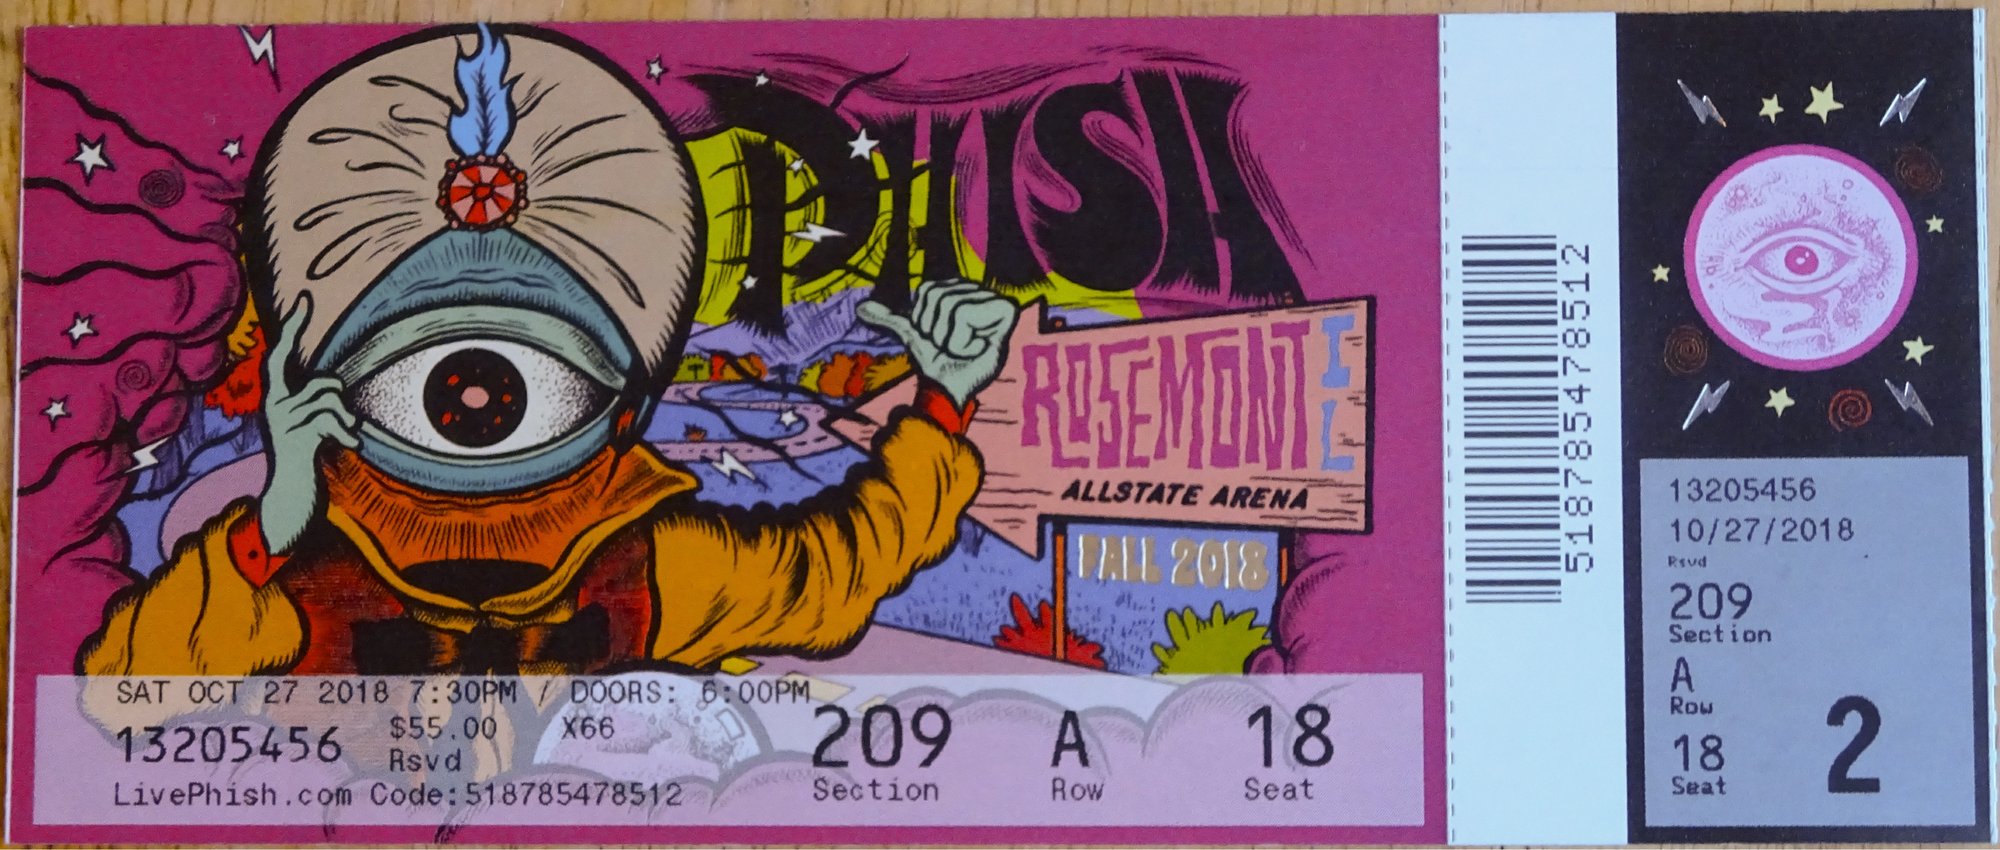 PHISH
ROSEMONT IL
ALLSTATE ARENA
FALL 2018
SAT OCT 27 2018 7:30PM / DOORS: 6:00PM
13205456
$55.00
Rsvd
X66
LivePhish.com Code:518785478512
209
Section
A
Row
18
Seat
518785478512
13205456
10/27/2018
Rsvd
209
Section
A
Row
18
Seat
2